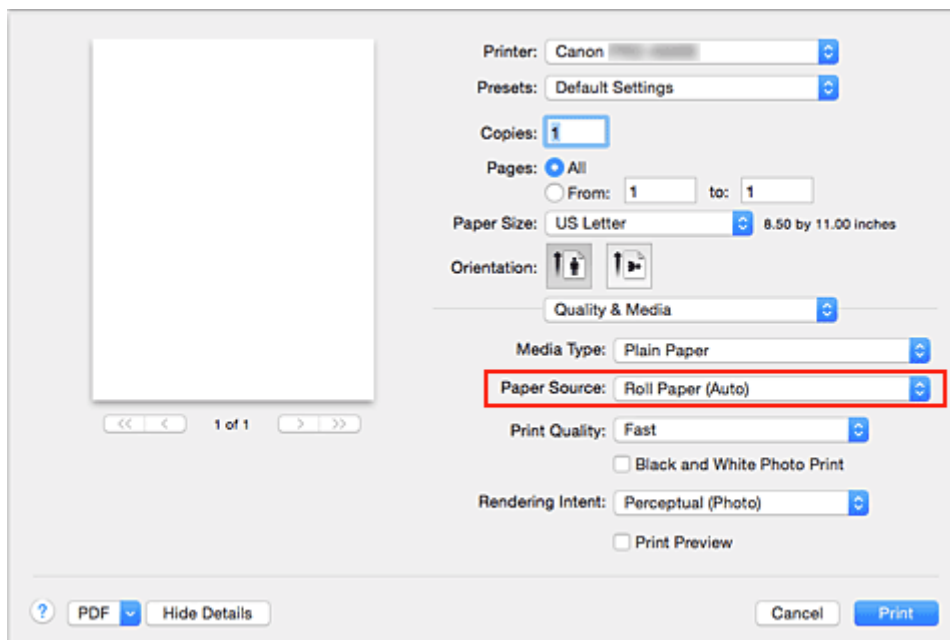 Printer: Canon
Presets: Default Settings
Copies: 1
Pages: All
From: 1 to: 1
Paper Size: US Letter 8.50 by 11.00 inches
Orientation:
Quality & Media
Media Type: Plain Paper
Paper Source: Roll Paper (Auto)
1 of 1
Print Quality: Fast
Black and White Photo Print
Rendering Intent: Perceptual (Photo)
Print Preview
? PDF Hide Details Cancel Print